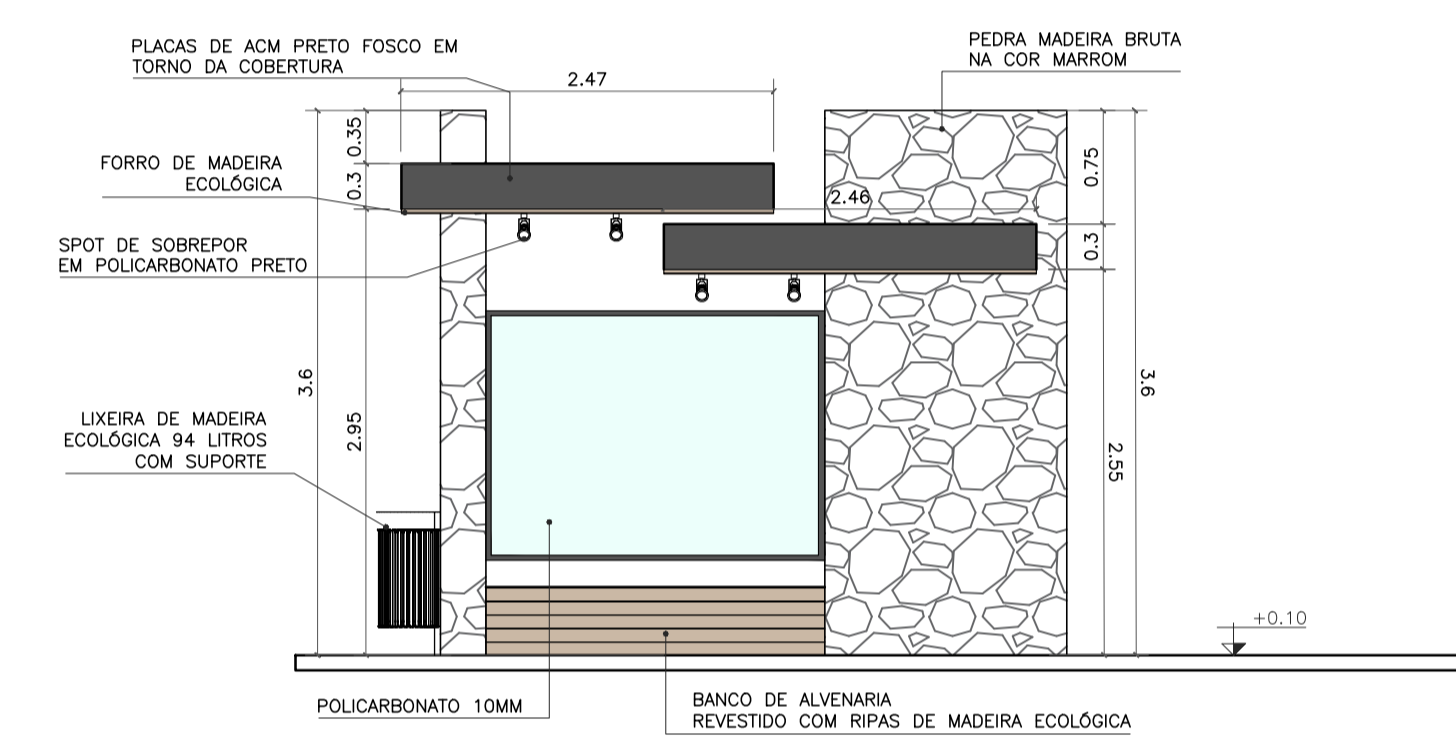 PLACAS DE ACM PRETO FOSCO EM
TORNO DA COBERTURA
PEDRA MADEIRA BRUTA
NA COR MARROM
2.47
0.35
0.3
FORRO DE MADEIRA
ECOLÓGICA
0.75
2.46
0.3
SPOT DE SOBREPOR
EM POLICARBONATO PRETO
3.6
2.95
3.6
2.55
LIXEIRA DE MADEIRA
ECOLÓGICA 94 LITROS
COM SUPORTE
+0.10
POLICARBONATO 10MM
BANCO DE ALVENARIA
REVESTIDO COM RIPAS DE MADEIRA ECOLÓGICA